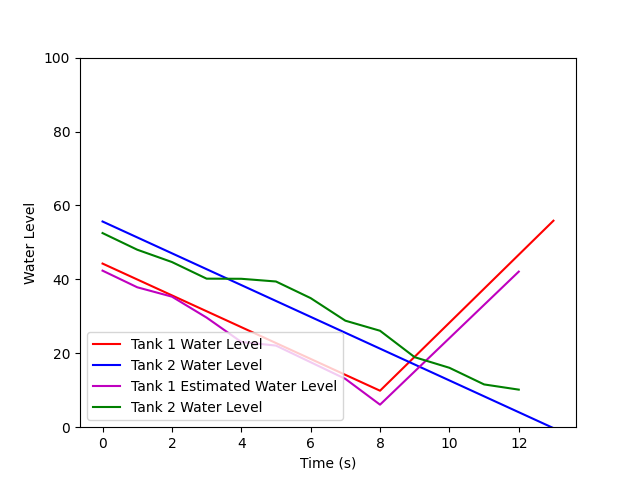 100
80
60
40
20
0
Water Level
Tank 1 Water Level
Tank 2 Water Level
Tank 1 Estimated Water Level
Tank 2 Water Level
0 2 4 6 8 10 12
Time (s)